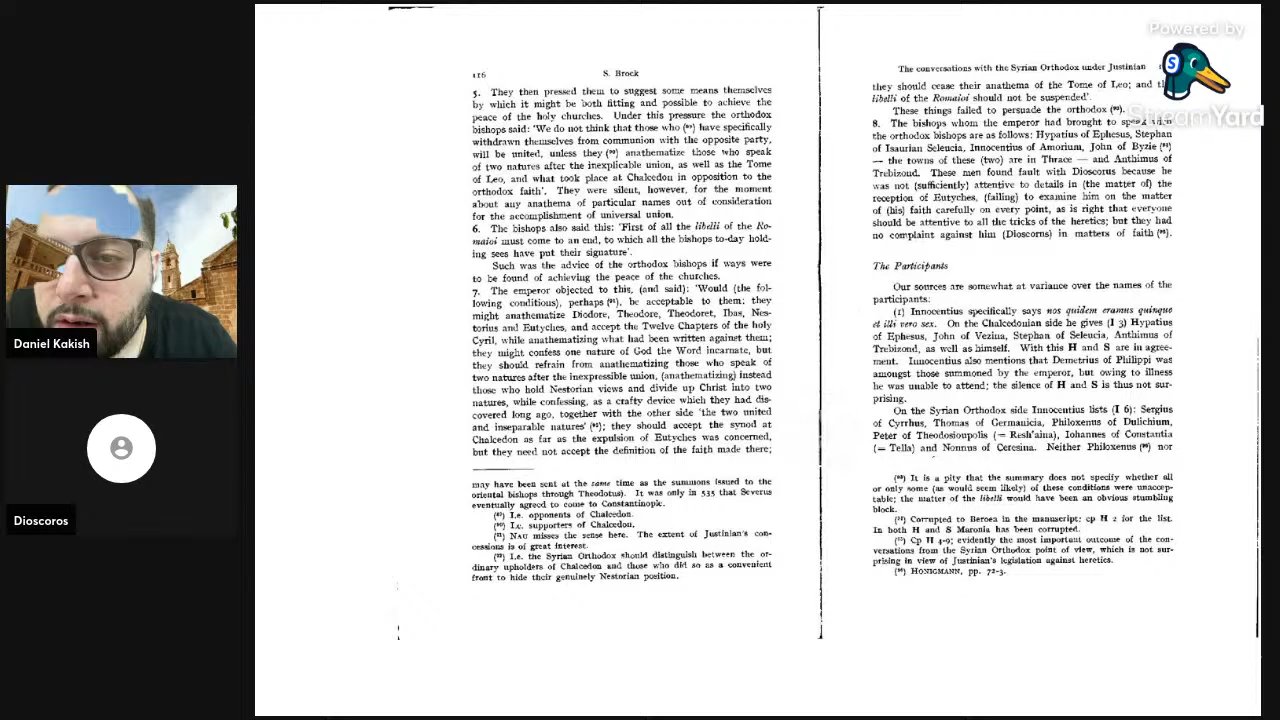 Powered by
S
StreamYard
Daniel Kakish
Dioscoros
116
S. Brock
5. They then pressed them to suggest some means themselves
by which it might be both fitting and possible to achieve the
peace of the holy churches. Under this pressure the orthodox
bishops said: 'We do not think that those who (⁸⁹) have specifically
withdrawn themselves from communion with the opposite party,
will be united, unless they (⁹⁰) anathematize those who speak
of two natures after the inexplicable union, as well as the Tome
of Leo, and what took place at Chalcedon in opposition to the
orthodox faith'. They were silent, however, for the moment
about any anathema of particular names out of consideration
for the accomplishment of universal union.
6. The bishops also said this: 'First of all the libelli of the Ro-
maioi must come to an end, to which all the bishops to-day hold-
ing sees have put their signature'.
Such was the advice of the orthodox bishops if ways were
to be found of achieving the peace of the churches.
7. The emperor objected to this, (and said): 'Would (the fol-
lowing conditions), perhaps (⁹¹), be acceptable to them: they
might anathematize Diodore, Theodore, Theodoret, Ibas, Nes-
torius and Eutyches, and accept the Twelve Chapters of the holy
Cyril, while anathematizing what had been written against them;
they might confess one nature of God the Word incarnate, but
they should refrain from anathematizing those who speak of
two natures after the inexpressible union, (anathematizing) instead
those who hold Nestorian views and divide up Christ into two
natures, while confessing, as a crafty device which they had dis-
covered long ago, together with the other side 'the two united
and inseparable natures' (⁹²); they should accept the synod at
Chalcedon as far as the expulsion of Eutyches was concerned,
but they need not accept the definition of the faith made there;
may have been sent at the same time as the summons issued to the
oriental bishops through Theodotus). It was only in 535 that Severus
eventually agreed to come to Constantinople.
I.e. opponents of Chalcedon.
I.e. supporters of Chalcedon.
(⁹¹) NAU misses the sense here. The extent of Justinian's con-
cessions is of great interest.
(⁹²) I.e. the Syrian Orthodox should distinguish between the or-
dinary upholders of Chalcedon and those who did so as a convenient
front to hide their genuinely Nestorian position.
The conversations with the Syrian Orthodox under Justinian
they should cease their anathema of the Tome of Leo; and
libelli of the Romaioi should not be suspended'.
These things failed to persuade the orthodox
8. The bishops whom the emperor had brought to
the orthodox bishops are as follows: Hypatius of Ephesus, Stephan
of Isaurian Seleucia, Innocentius of Amorium, John of Byzie
— the towns of these (two) are in Thrace — and Anthimus of
Trebizond. These men found fault with Dioscorus because he
was not (sufficiently) attentive to details in (the matter of) the
reception of Eutyches, (failing) to examine him on the matter
of (his) faith carefully on every point, as is right that everyone
should be attentive to all the tricks of the heretics; but they had
no complaint against him (Dioscorus) in matters of faith
The Participants
Our sources are somewhat at variance over the names of the
participants:
(1) Innocentius specifically says nos quidem eramus quinque
et illi vero sex. On the Chalcedonian side he gives (I 3) Hypatius
of Ephesus, John of Vezina, Stephan of Seleucia, Anthimus of
Trebizond, as well as himself. With this H and S are in agree-
ment. Innocentius also mentions that Demetrius of Philippi was
amongst those summoned by the emperor, but owing to illness
he was unable to attend; the silence of H and S is thus not sur-
prising.
On the Syrian Orthodox side Innocentius lists (I 6): Sergius
of Cyrrhus, Thomas of Germanicia, Philoxenus of Dulichium,
Peter of Theodosioupolis (= Resh'aina), Iohannes of Constantia
(= Tella) and Nonnus of Ceresina. Neither Philoxenus nor
It is a pity that the summary does not specify whether all
or only some (as would seem likely) of these conditions were unaccep-
table; the matter of the libelli would have been an obvious stumbling
block.
Corrupted to Beroea in the manuscript; cp H 2 for the list.
In both H and S Maronia has been corrupted.
Cp H 4-9; evidently the most important outcome of the con-
versations from the Syrian Orthodox point of view, which is not sur-
prising in view of Justinian's legislation against heretics.
HONIGMANN, pp. 72-3.